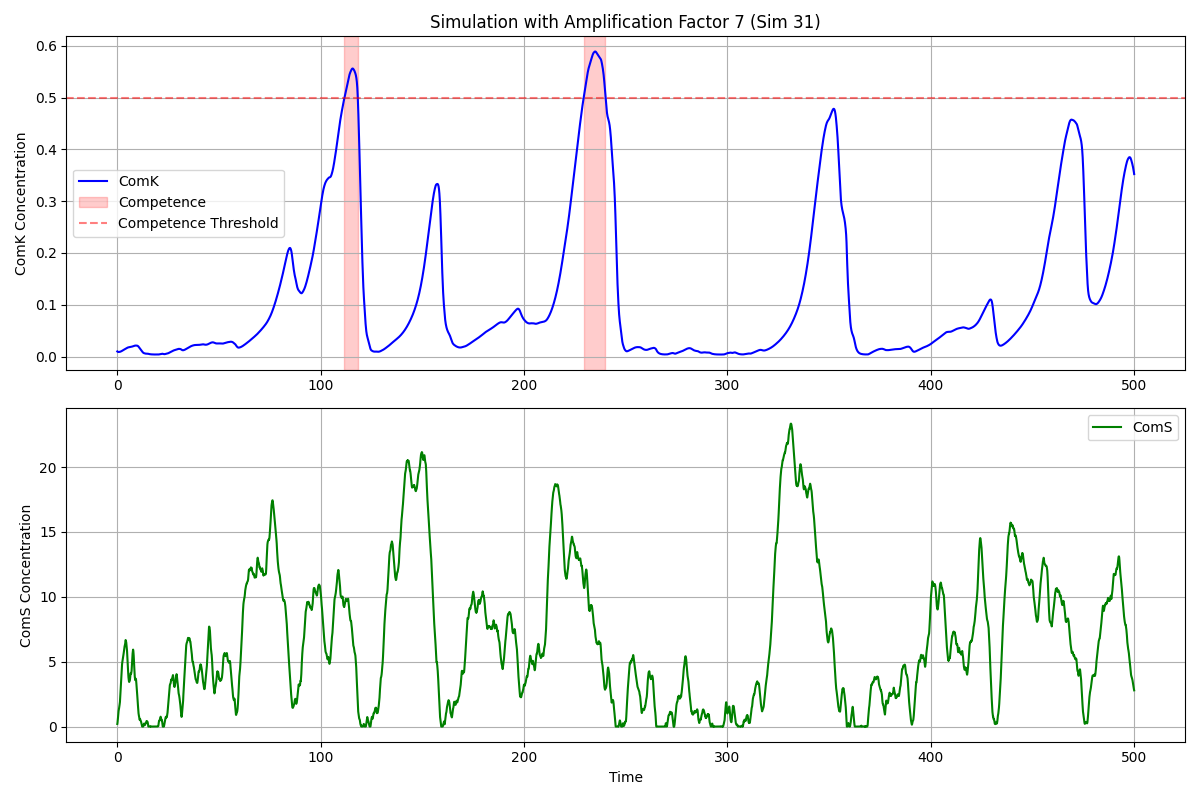 Simulation with Amplification Factor 7 (Sim 31)
ComK Concentration
0.6
0.5
0.4
0.3
0.2
0.1
0.0
ComK
Competence
Competence Threshold
0 100 200 300 400 500
ComS Concentration
20
15
10
5
0
ComS
0 100 200 300 400 500
Time